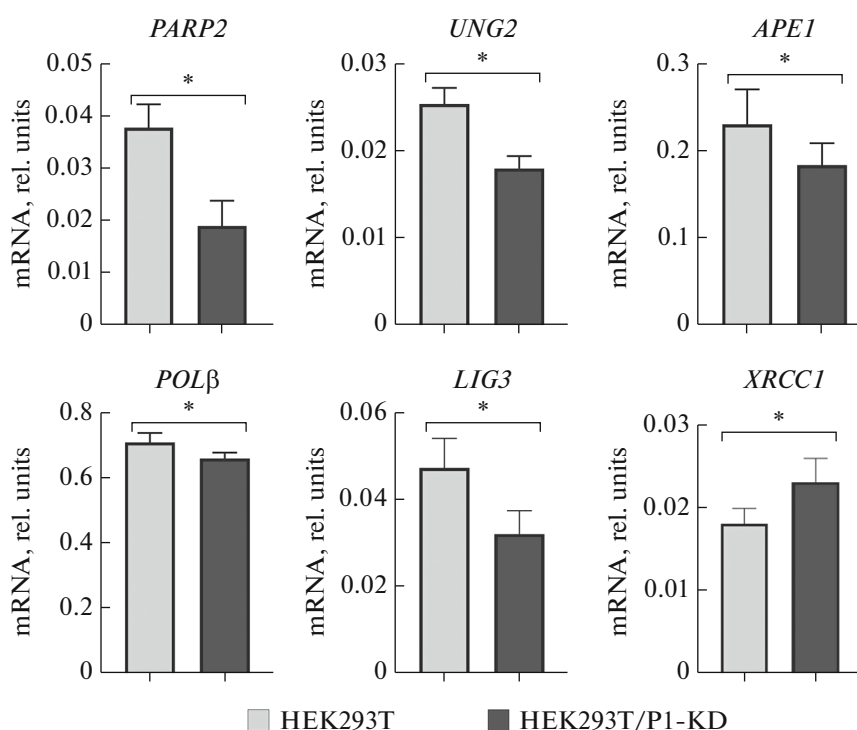 PARP2
UNG2
APE1
mRNA, rel. units
0.05
0.04
0.03
0.02
0.01
0
*
mRNA, rel. units
0.03
0.02
0.01
0
*
mRNA, rel. units
0.3
0.2
0.1
0
*
POLβ
LIG3
XRCC1
mRNA, rel. units
0.8
0.6
0.4
0.2
0
*
mRNA, rel. units
0.06
0.04
0.02
0
*
mRNA, rel. units
0.03
0.02
0.01
0
*
HEK293T
HEK293T/P1-KD